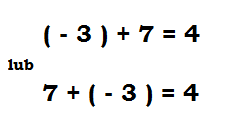 ( - 3 ) + 7 = 4
lub
7 + ( - 3 ) = 4